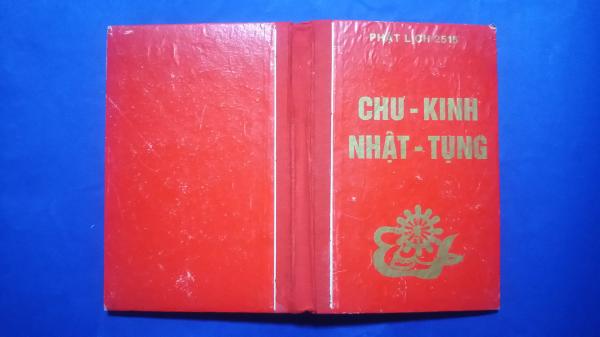 PHẬT LỊCH 2515
CHƯ - KINH
NHẬT - TỤNG